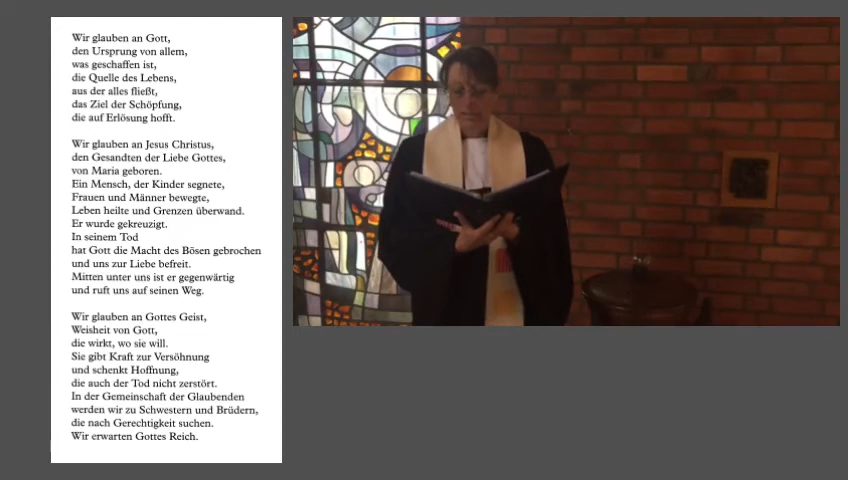 Wir glauben an Gott,
den Ursprung von allem,
was geschaffen ist,
die Quelle des Lebens,
aus der alles fließt,
das Ziel der Schöpfung,
die auf Erlösung hofft.
Wir glauben an Jesus Christus,
den Gesandten der Liebe Gottes,
von Maria geboren.
Ein Mensch, der Kinder segnete,
Frauen und Männer bewegte,
Leben heilte und Grenzen überwand.
Er wurde gekreuzigt.
In seinem Tod
hat Gott die Macht des Bösen gebrochen
und uns zur Liebe befreit.
Mitten unter uns ist er gegenwärtig
und ruft uns auf seinen Weg.
Wir glauben an Gottes Geist,
Weisheit von Gott,
die wirkt, wo sie will.
Sie gibt Kraft zur Versöhnung
und schenkt Hoffnung,
die auch der Tod nicht zerstört.
In der Gemeinschaft der Glaubenden
werden wir zu Schwestern und Brüdern,
die nach Gerechtigkeit suchen.
Wir erwarten Gottes Reich.